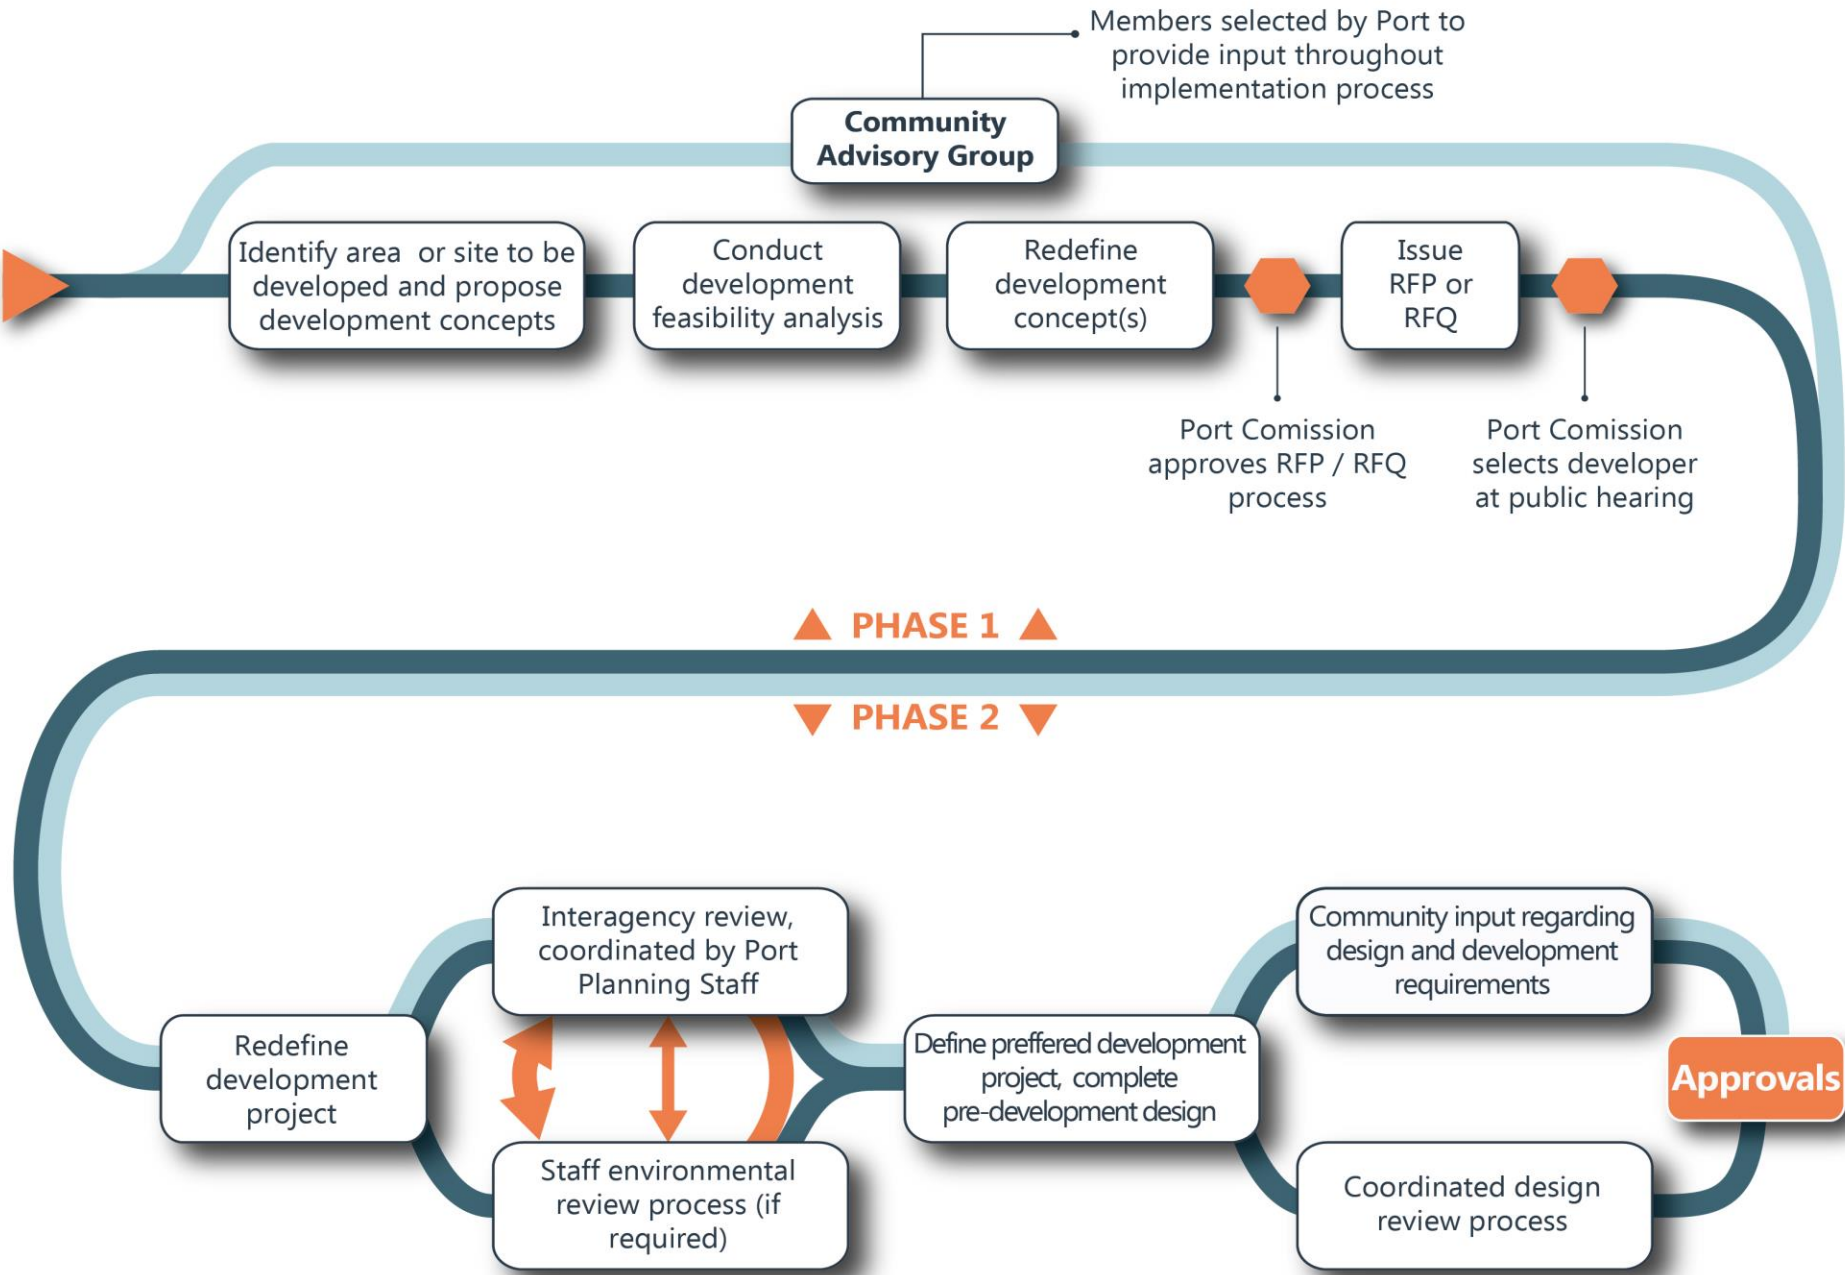 Members selected by Port to
provide input throughout
implementation process
Community
Advisory Group
Identify area or site to be
developed and propose
development concepts
Conduct
development
feasibility analysis
Redefine
development
concept(s)
Issue
RFP or
RFQ
Port Comission
approves RFP / RFQ
process
Port Comission
selects developer
at public hearing
PHASE 1
PHASE 2
Redefine
development
project
Interagency review,
coordinated by Port
Planning Staff
Staff environmental
review process (if
required)
Define preffered development
project, complete
pre-development design
Community input regarding
design and development
requirements
Coordinated design
review process
Approvals